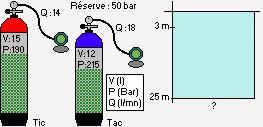 Réserve : 50 bar
Q :14
Q :18
V:15
P:190
V:12
P:215
V (l)
P (Bar)
Q (l/mn)
3 m
25 m
?
Tic
Tac